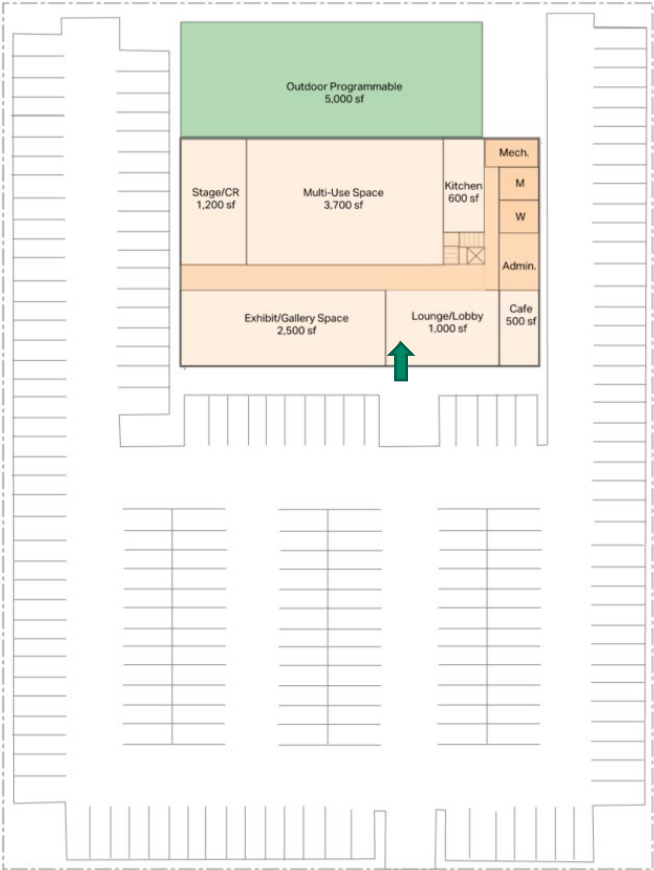 Outdoor Programmable
5,000 sf
Mech.
Stage/CR
1,200 sf
Multi-Use Space
3,700 sf
Kitchen
600 sf
M
W
Admin.
Exhibit/Gallery Space
2,500 sf
Lounge/Lobby
1,000 sf
Cafe
500 sf